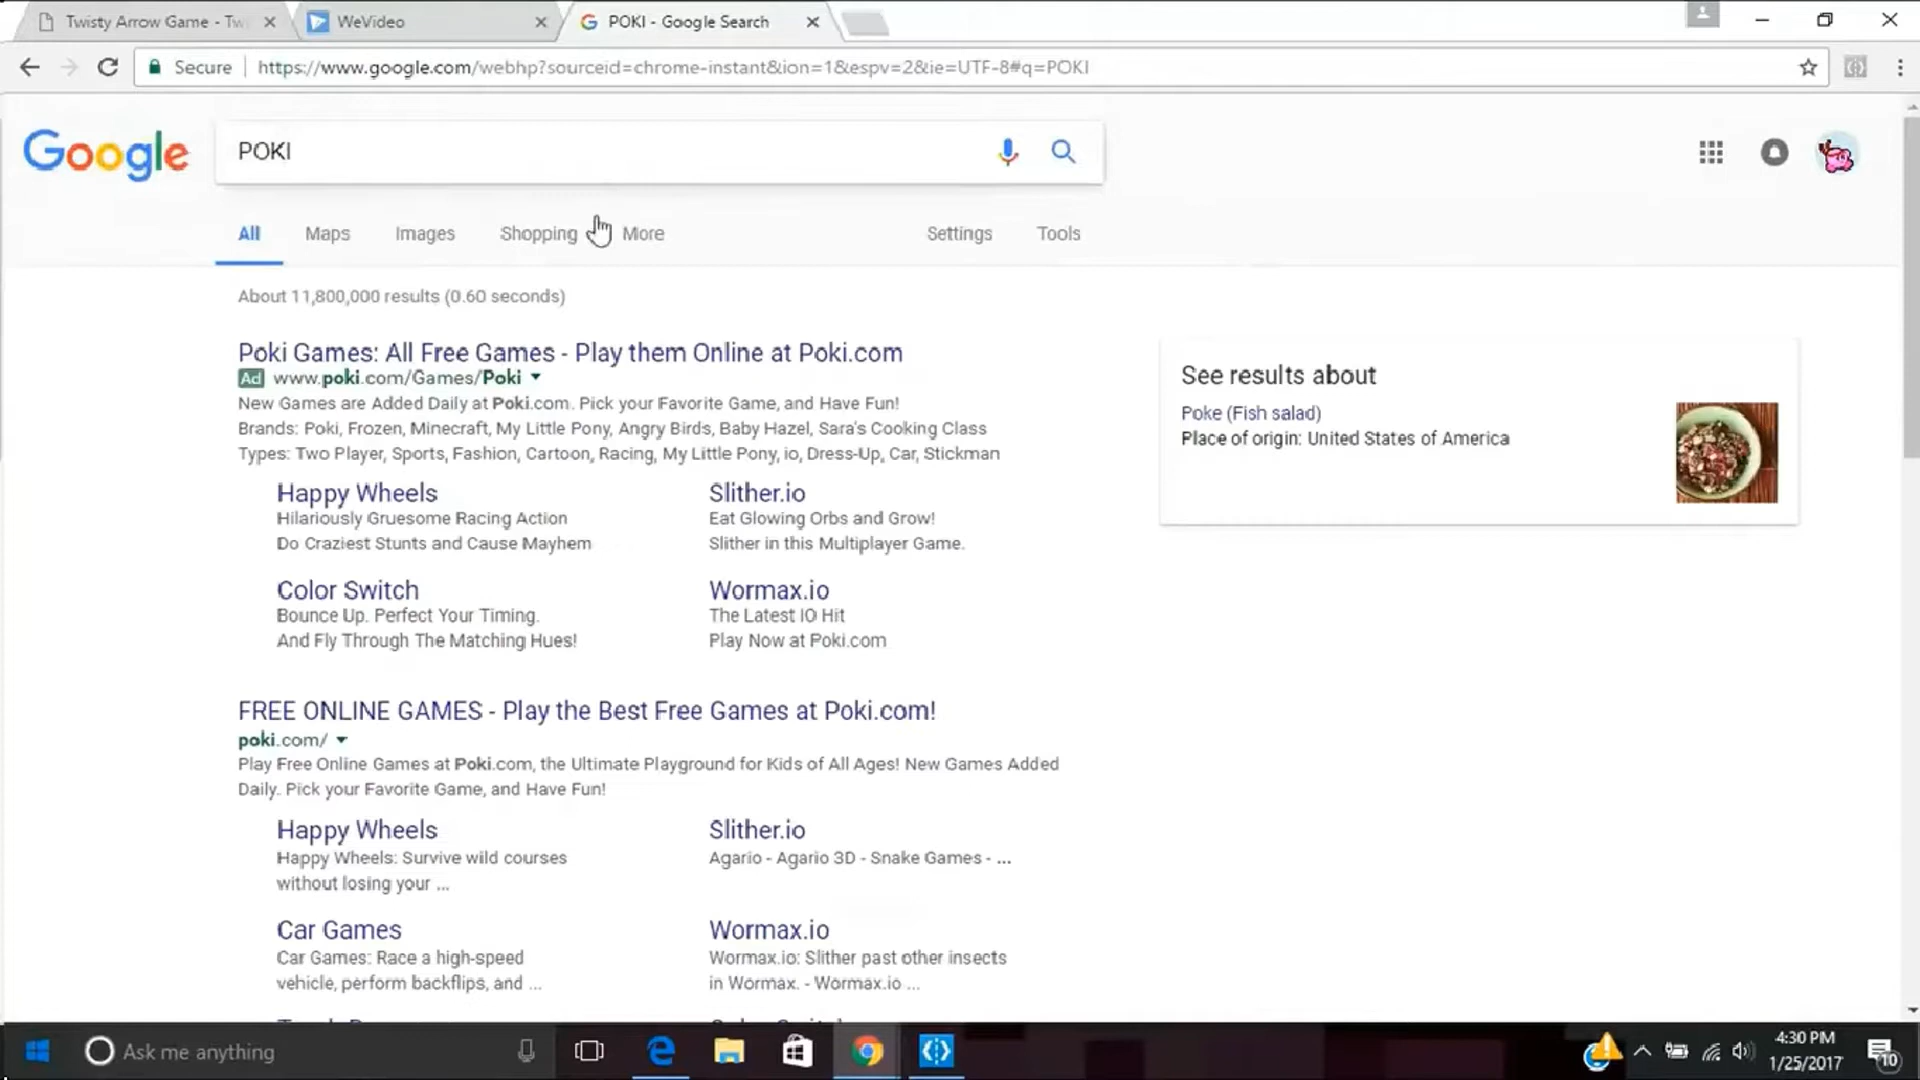 Twisty Arrow Game - Tw
WeVideo
POKI - Google Search
Secure
https://www.google.com/webhp?sourceid=chrome-instant&ion=1&espv=2&ie=UTF-8#q=POKI
Google
POKI
All
Maps
Images
Shopping
More
Settings
Tools
About 11,800,000 results (0.60 seconds)
Poki Games: All Free Games - Play them Online at Poki.com
Ad www.poki.com/Games/Poki
New Games are Added Daily at Poki.com. Pick your Favorite Game, and Have Fun!
Brands: Poki, Frozen, Minecraft, My Little Pony, Angry Birds, Baby Hazel, Sara's Cooking Class
Types: Two Player, Sports, Fashion, Cartoon, Racing, My Little Pony, io, Dress-Up, Car, Stickman
Happy Wheels
Hilariously Gruesome Racing Action
Do Craziest Stunts and Cause Mayhem
Slither.io
Eat Glowing Orbs and Grow!
Slither in this Multiplayer Game.
Color Switch
Bounce Up. Perfect Your Timing.
And Fly Through The Matching Hues!
Wormax.io
The Latest IO Hit
Play Now at Poki.com
See results about
Poke (Fish salad)
Place of origin: United States of America
FREE ONLINE GAMES - Play the Best Free Games at Poki.com!
poki.com/
Play Free Online Games at Poki.com, the Ultimate Playground for Kids of All Ages! New Games Added
Daily. Pick your Favorite Game, and Have Fun!
Happy Wheels
Happy Wheels: Survive wild courses
without losing your ...
Slither.io
Agario - Agario 3D - Snake Games - ...
Car Games
Car Games: Race a high-speed
vehicle, perform backflips, and ...
Wormax.io
Wormax.io: Slither past other insects
in Wormax. - Wormax.io ...
Ask me anything
4:30 PM
1/25/2017
10